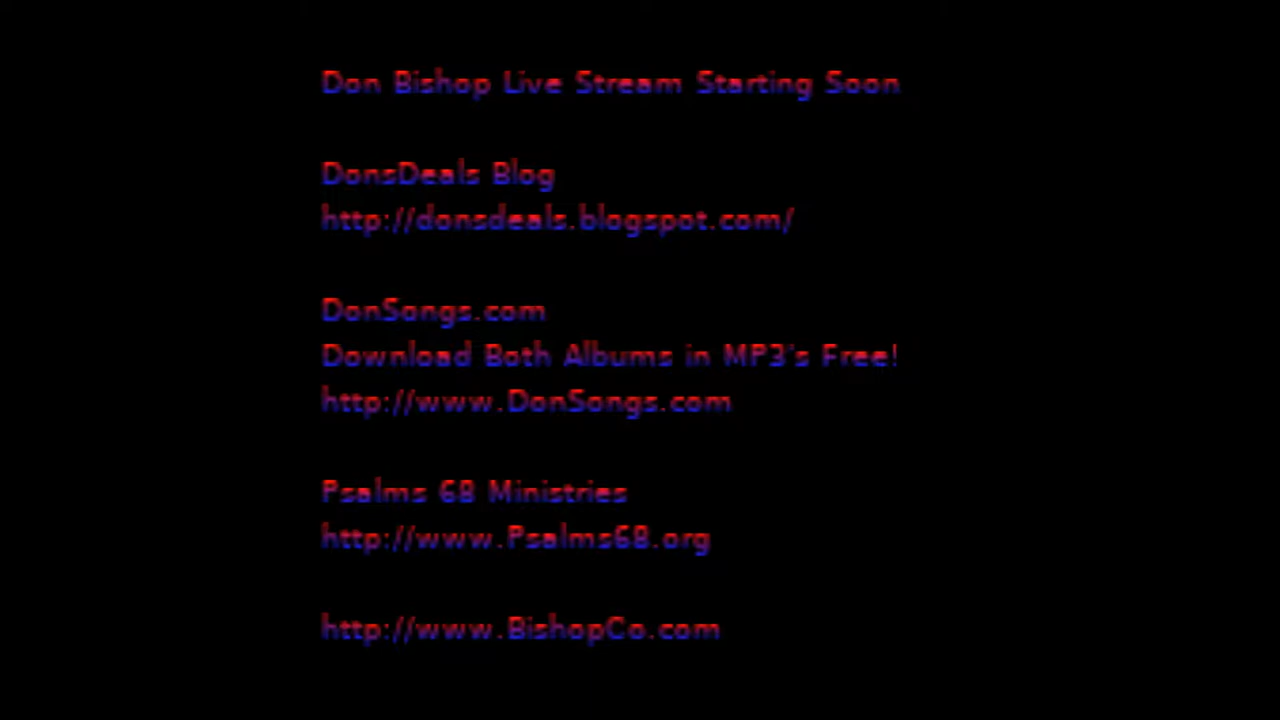 Don Bishop Live Stream Starting Soon
DonsDeals Blog
http://donsdeals.blogspot.com/
DonSongs.com
Download Both Albums in MP3's Free!
http://www.DonSongs.com
Psalms 68 Ministries
http://www.Psalms68.org
http://www.BishopCo.com